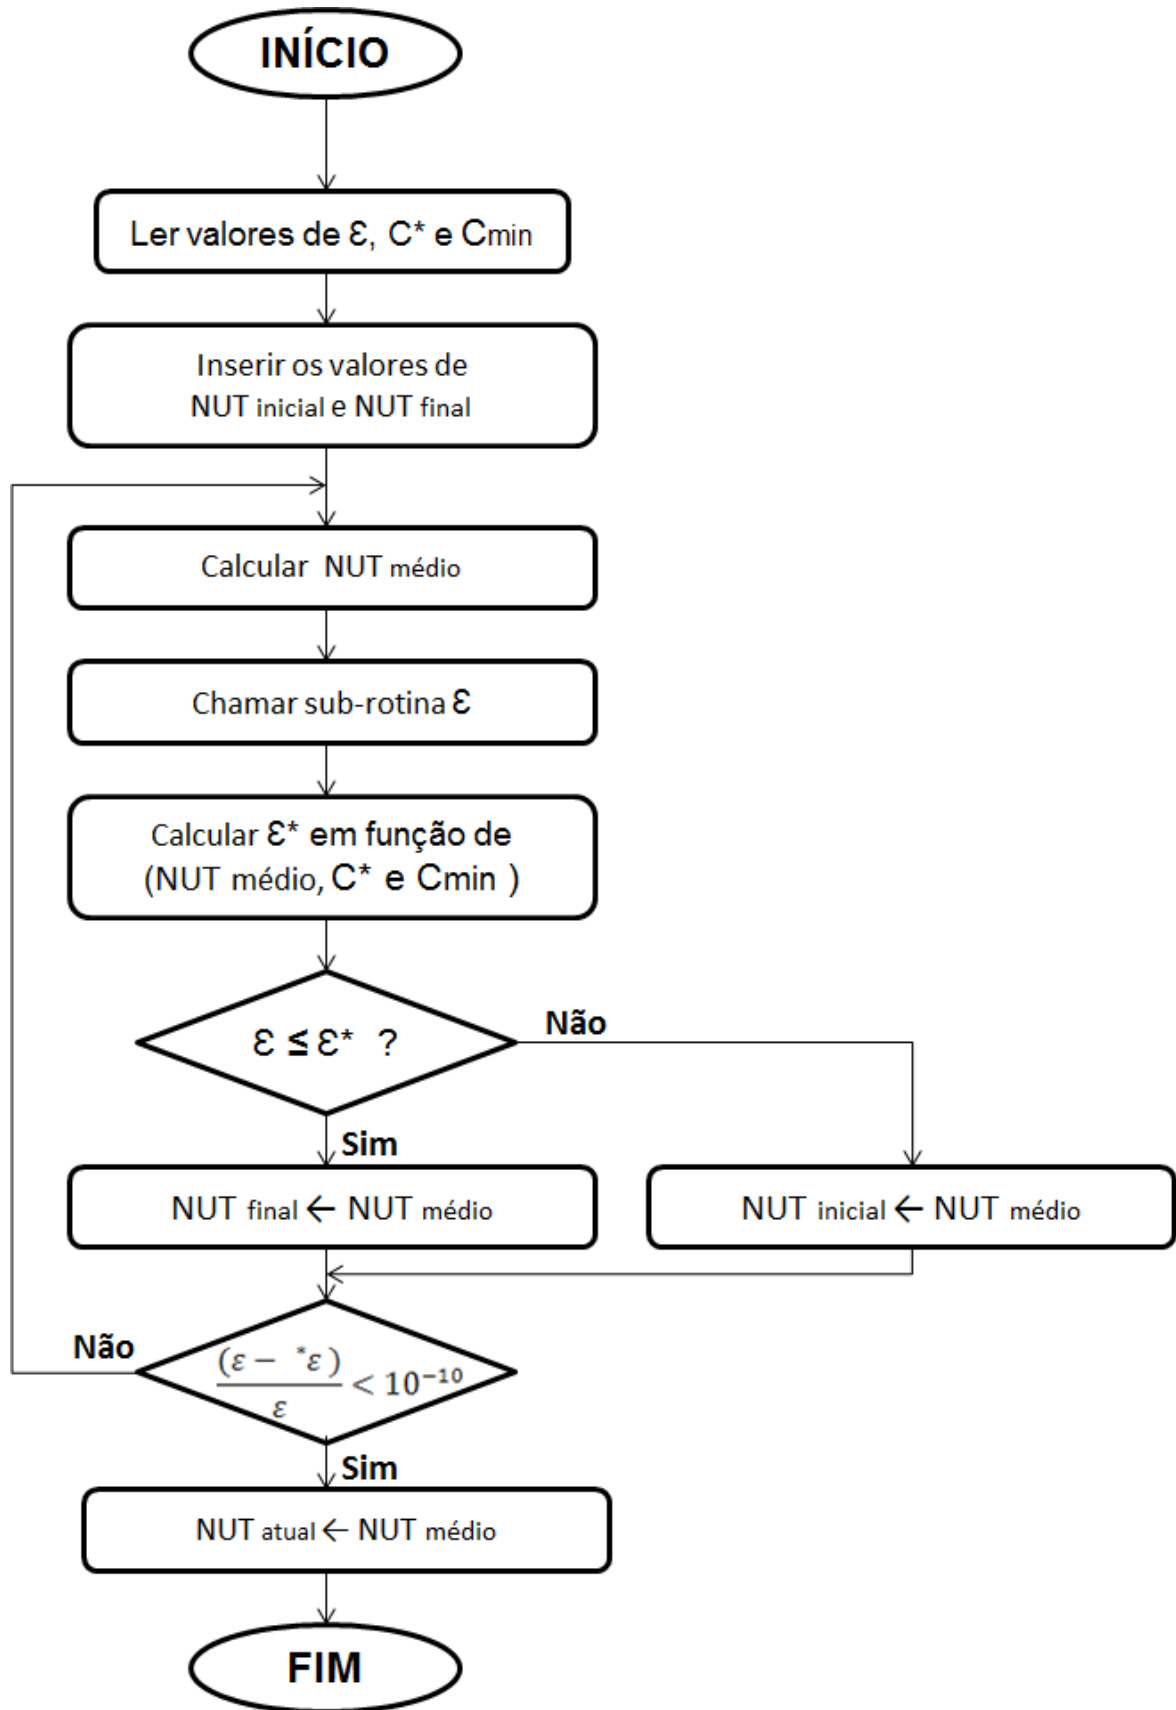 INÍCIO
Ler valores de Ɛ, C* e Cmin
Inserir os valores de
NUT inicial e NUT final
Calcular NUT médio
Chamar sub-rotina Ɛ
Calcular Ɛ* em função de
(NUT médio, C* e Cmin )
Ɛ ≤ Ɛ* ?
Não
Sim
NUT final ← NUT médio
NUT inicial ← NUT médio
Não
(ε − *ε )
ε
< 10⁻¹⁰
Sim
NUT atual ← NUT médio
FIM